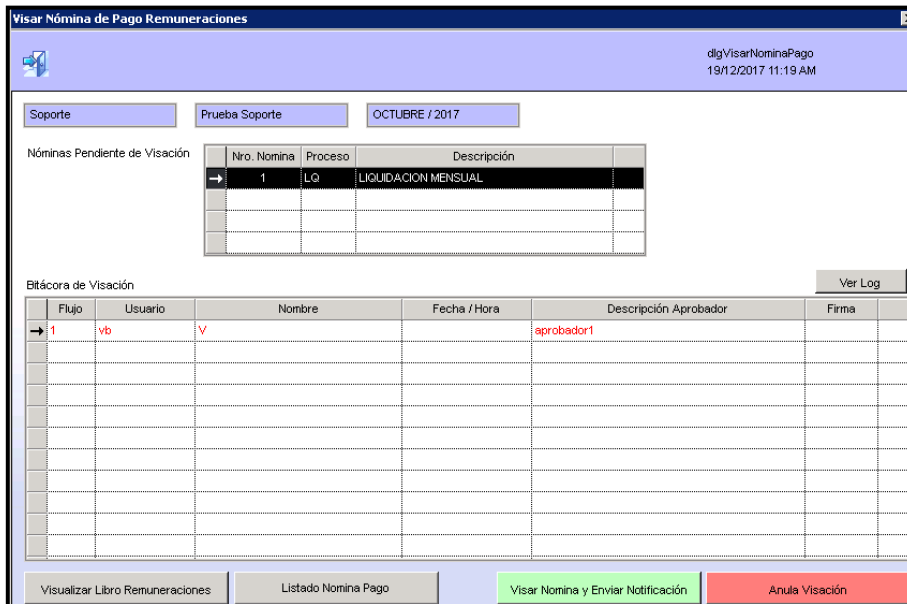 Visar Nómina de Pago Remuneraciones
dlgVisarNominaPago
19/12/2017 11:19 AM
Soporte Prueba Soporte OCTUBRE / 2017
Nóminas Pendiente de Visación
Nro. Nomina Proceso Descripción
1 LQ LIQUIDACION MENSUAL
Bitácora de Visación Ver Log
Flujo Usuario Nombre Fecha / Hora Descripción Aprobador Firma
1 vb V aprobador1
Visualizar Libro Remuneraciones Listado Nomina Pago Visar Nomina y Enviar Notificación Anula Visación